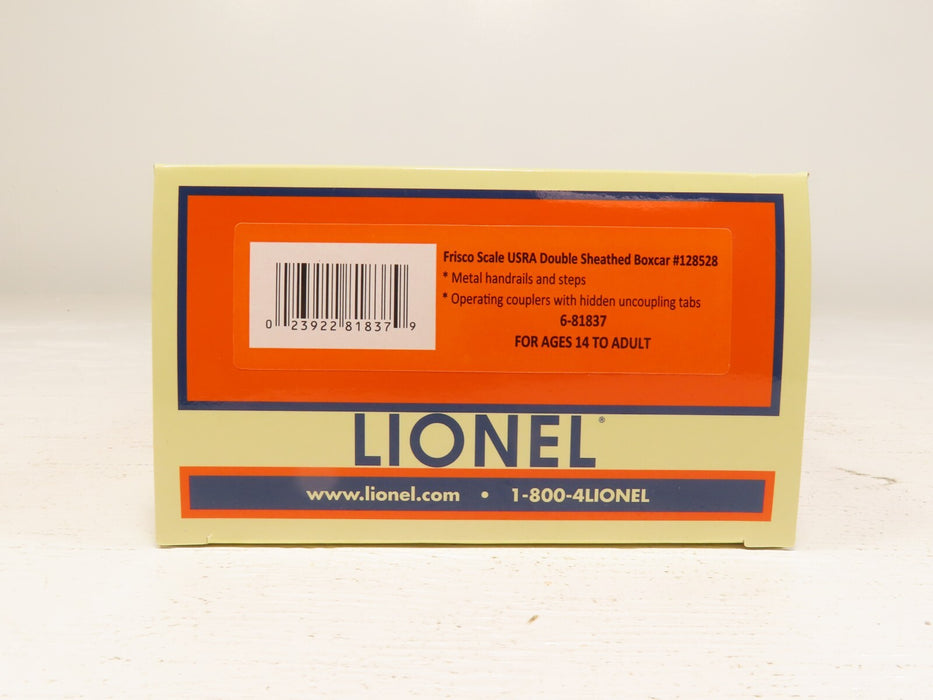 Frisco Scale USRA Double Sheathed Boxcar #128528
* Metal handrails and steps
* Operating couplers with hidden uncoupling tabs
6-81837
FOR AGES 14 TO ADULT
0 23922 81837 9
LIONEL®
www.lionel.com • 1-800-4LIONEL